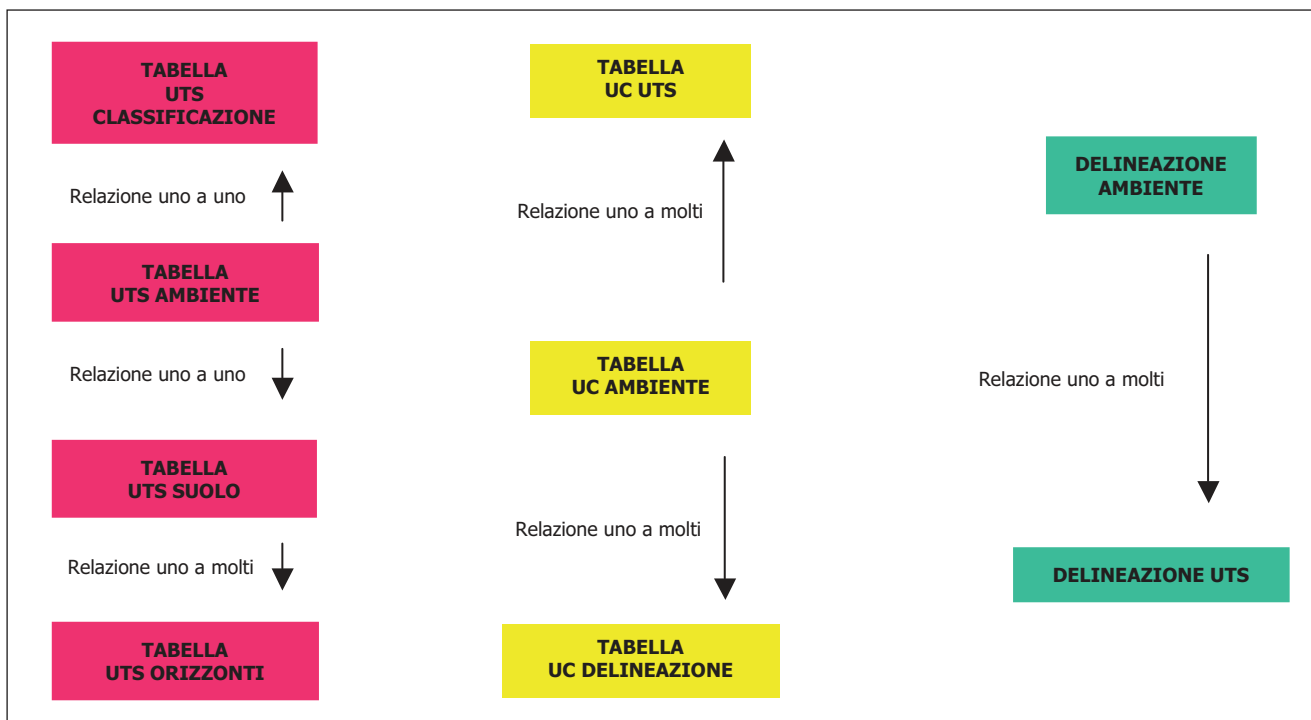 TABELLA
UTS
CLASSIFICAZIONE
Relazione uno a uno
TABELLA
UTS AMBIENTE
Relazione uno a uno
TABELLA
UTS SUOLO
Relazione uno a molti
TABELLA
UTS ORIZZONTI
TABELLA
UC UTS
Relazione uno a molti
TABELLA
UC AMBIENTE
Relazione uno a molti
TABELLA
UC DELINEAZIONE
DELINEAZIONE
AMBIENTE
Relazione uno a molti
DELINEAZIONE UTS